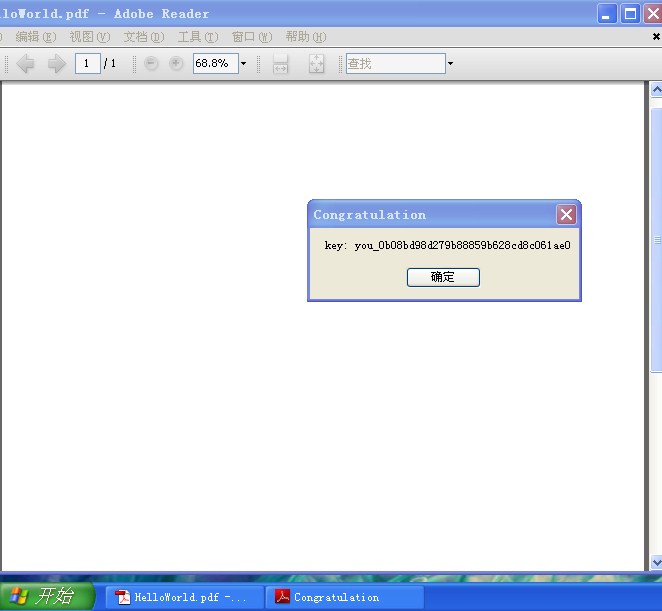 lloWorld.pdf - Adobe Reader
) 编辑(E) 视图(V) 文档(D) 工具(T) 窗口(W) 帮助(H)
1 / 1 68.8% 查找
Congratulation
key: you_0b08bd98d279b88859b628cd8c061ae0
确定
开始 HelloWorld.pdf -... Congratulation